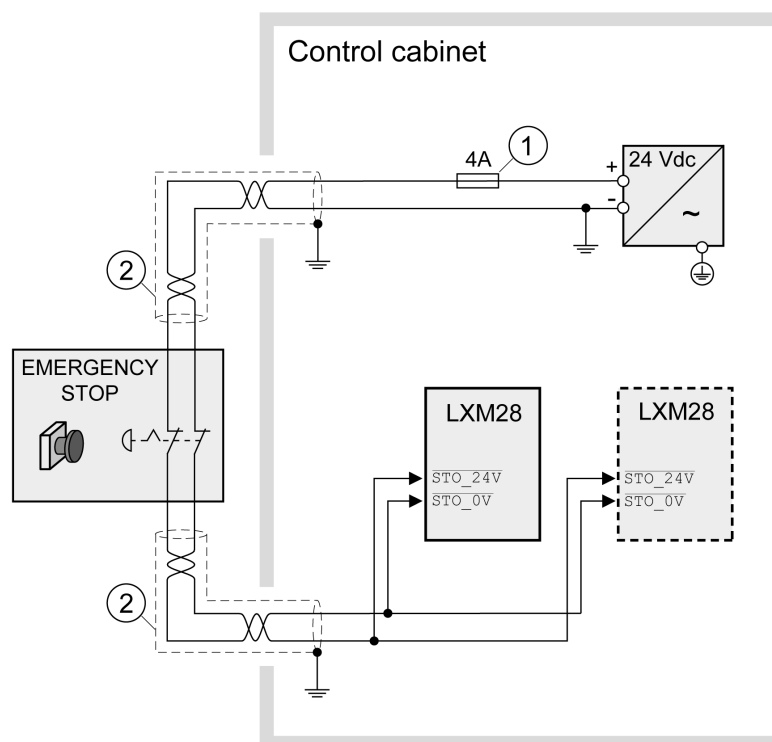 Control cabinet
4A
1
+
24 Vdc
-
~
2
EMERGENCY
STOP
LXM28
LXM28
STO_24V
STO_24V
STO_0V
STO_0V
2